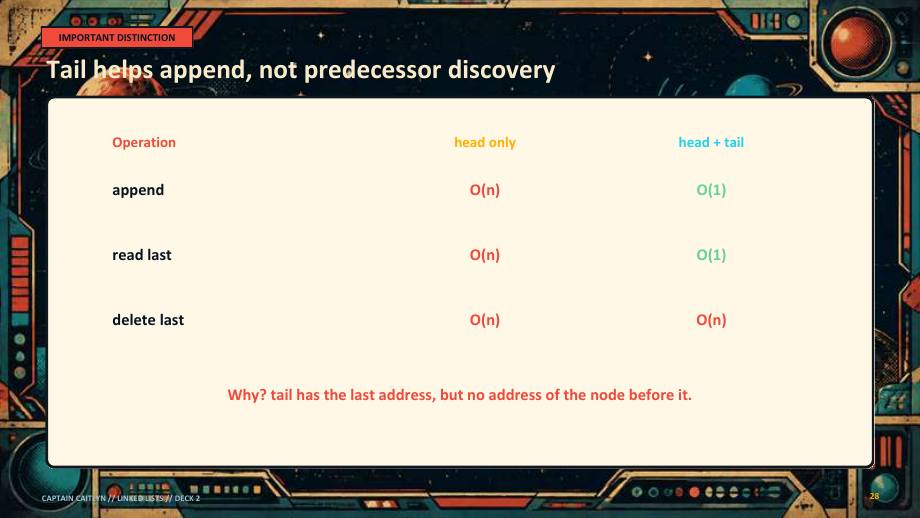 IMPORTANT DISTINCTION
Tail helps append, not predecessor discovery
Operation head only head + tail
append O(n) O(1)
read last O(n) O(1)
delete last O(n) O(n)
Why? tail has the last address, but no address of the node before it.
CAPTAIN CAITLYN // LINKED LISTS // DECK 2
28